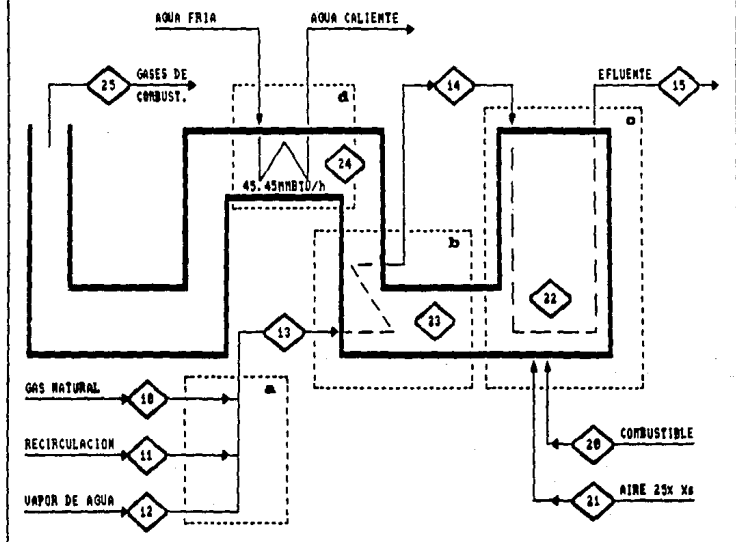 AGUA FRIA
AGUA CALIENTE
25
GASES DE
COMBUST.
14
EFLUENTE
15
d
c
24
45.45MMBTU/h
b
22
23
13
a
GAS NATURAL
10
RECIRCULACION
11
COMBUSTIBLE
20
VAPOR DE AGUA
12
AIRE 25% Xs
21